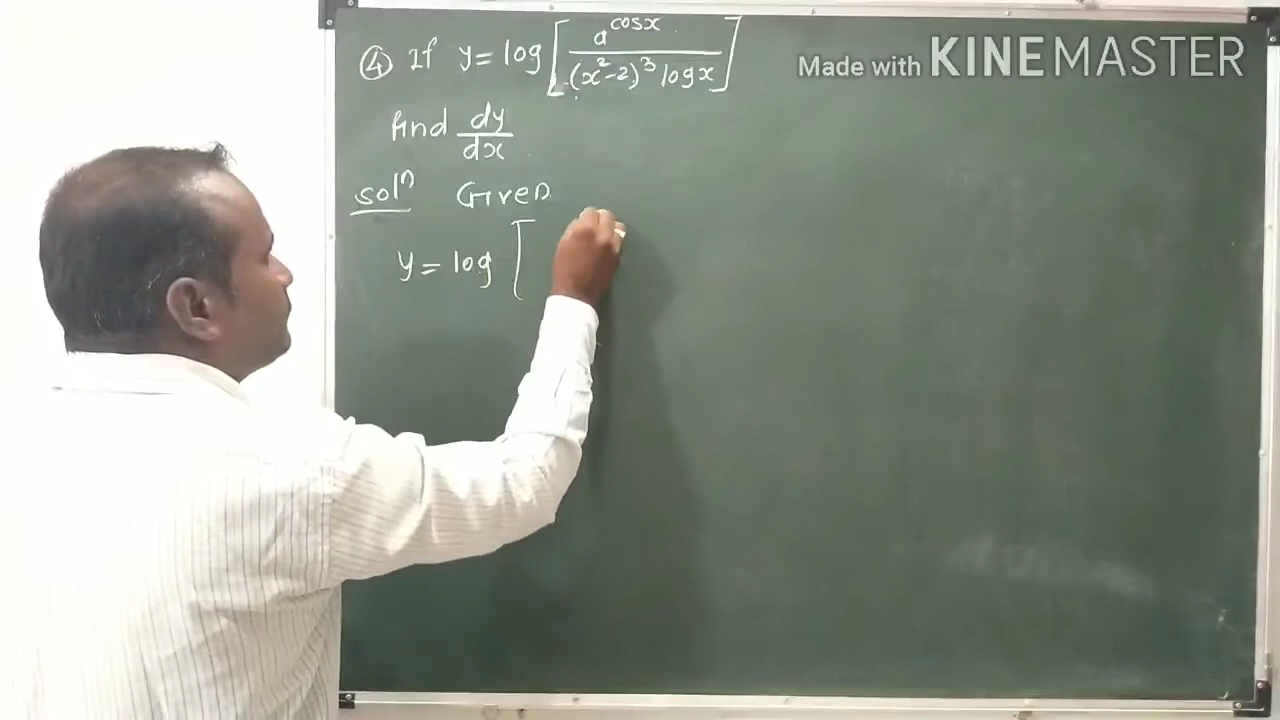 ④ If y = log [ a^cosx / (x²-2)³ logx ]
Made with KINEMASTER
find dy/dx
solⁿ Given
y = log [